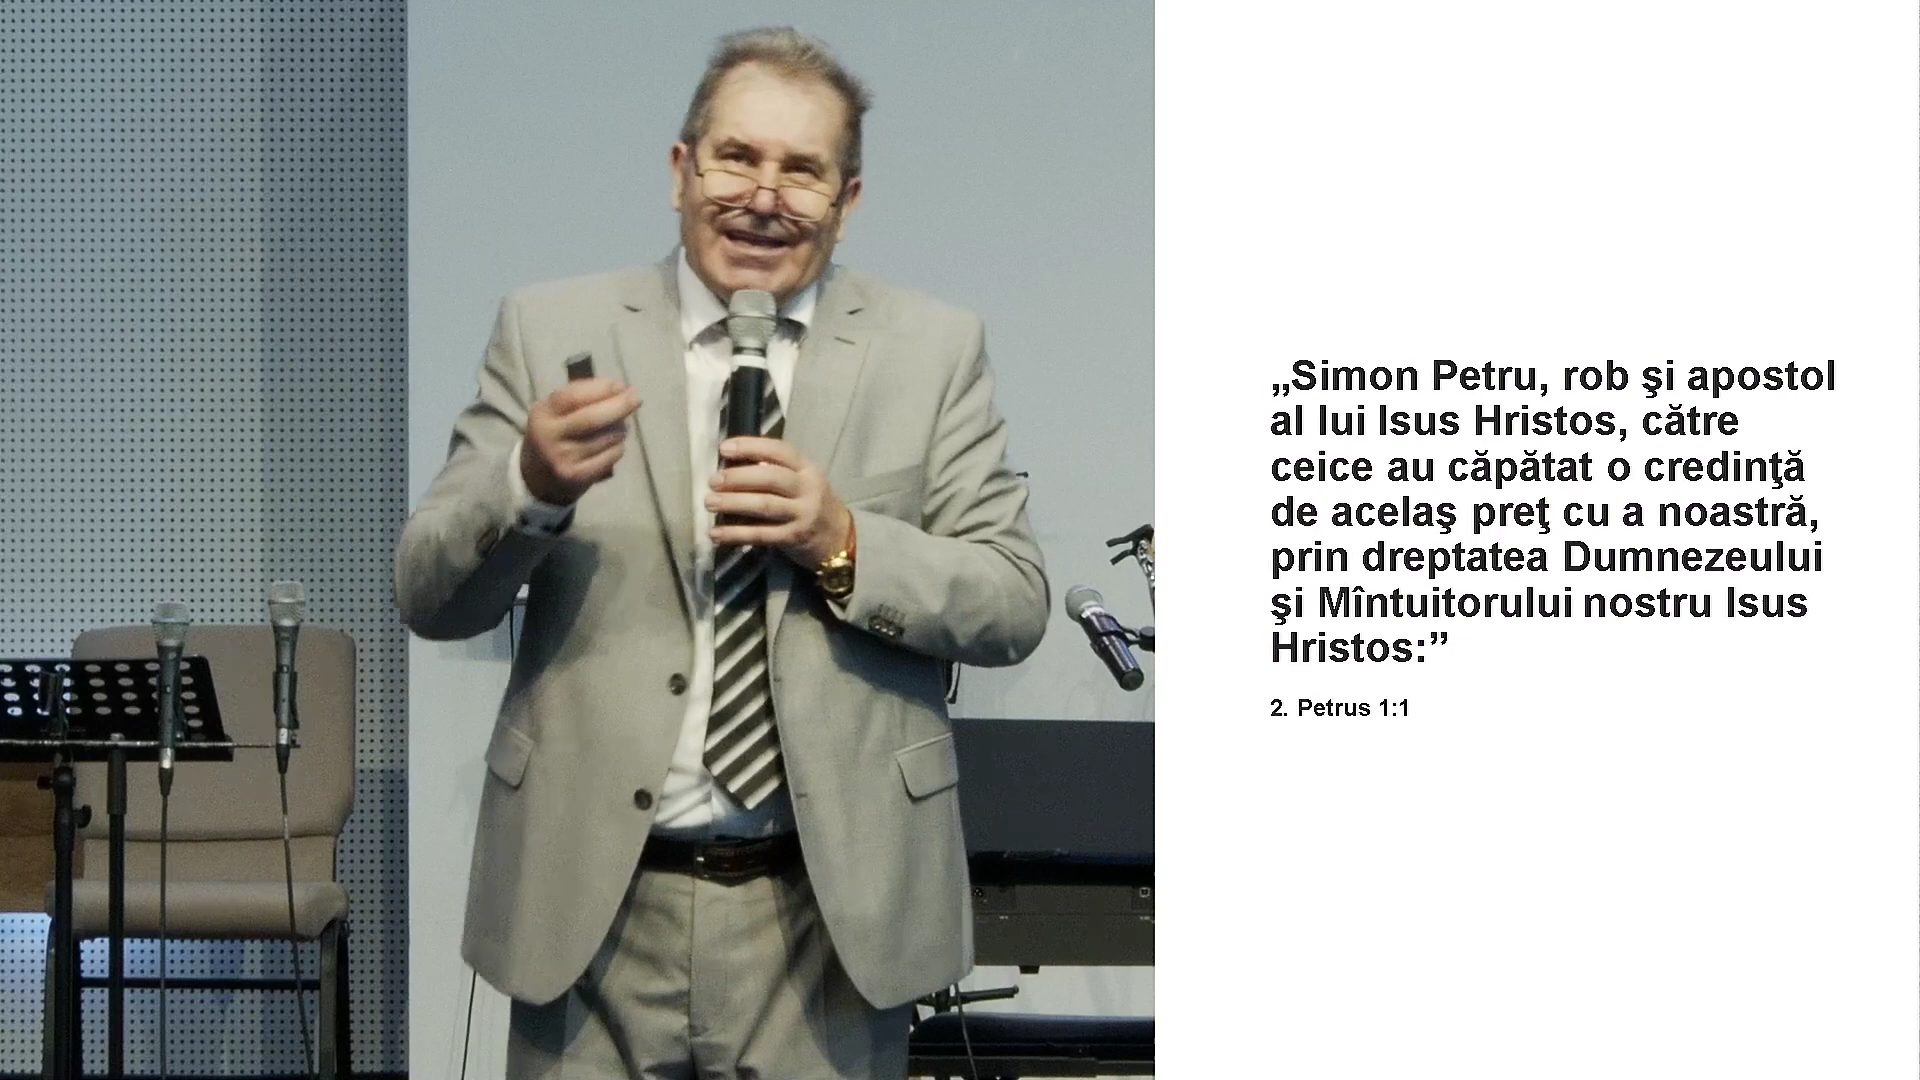 „Simon Petru, rob şi apostol
al lui Isus Hristos, către
ceice au căpătat o credinţă
de acelaş preţ cu a noastră,
prin dreptatea Dumnezeului
şi Mîntuitorului nostru Isus
Hristos:”
2. Petrus 1:1